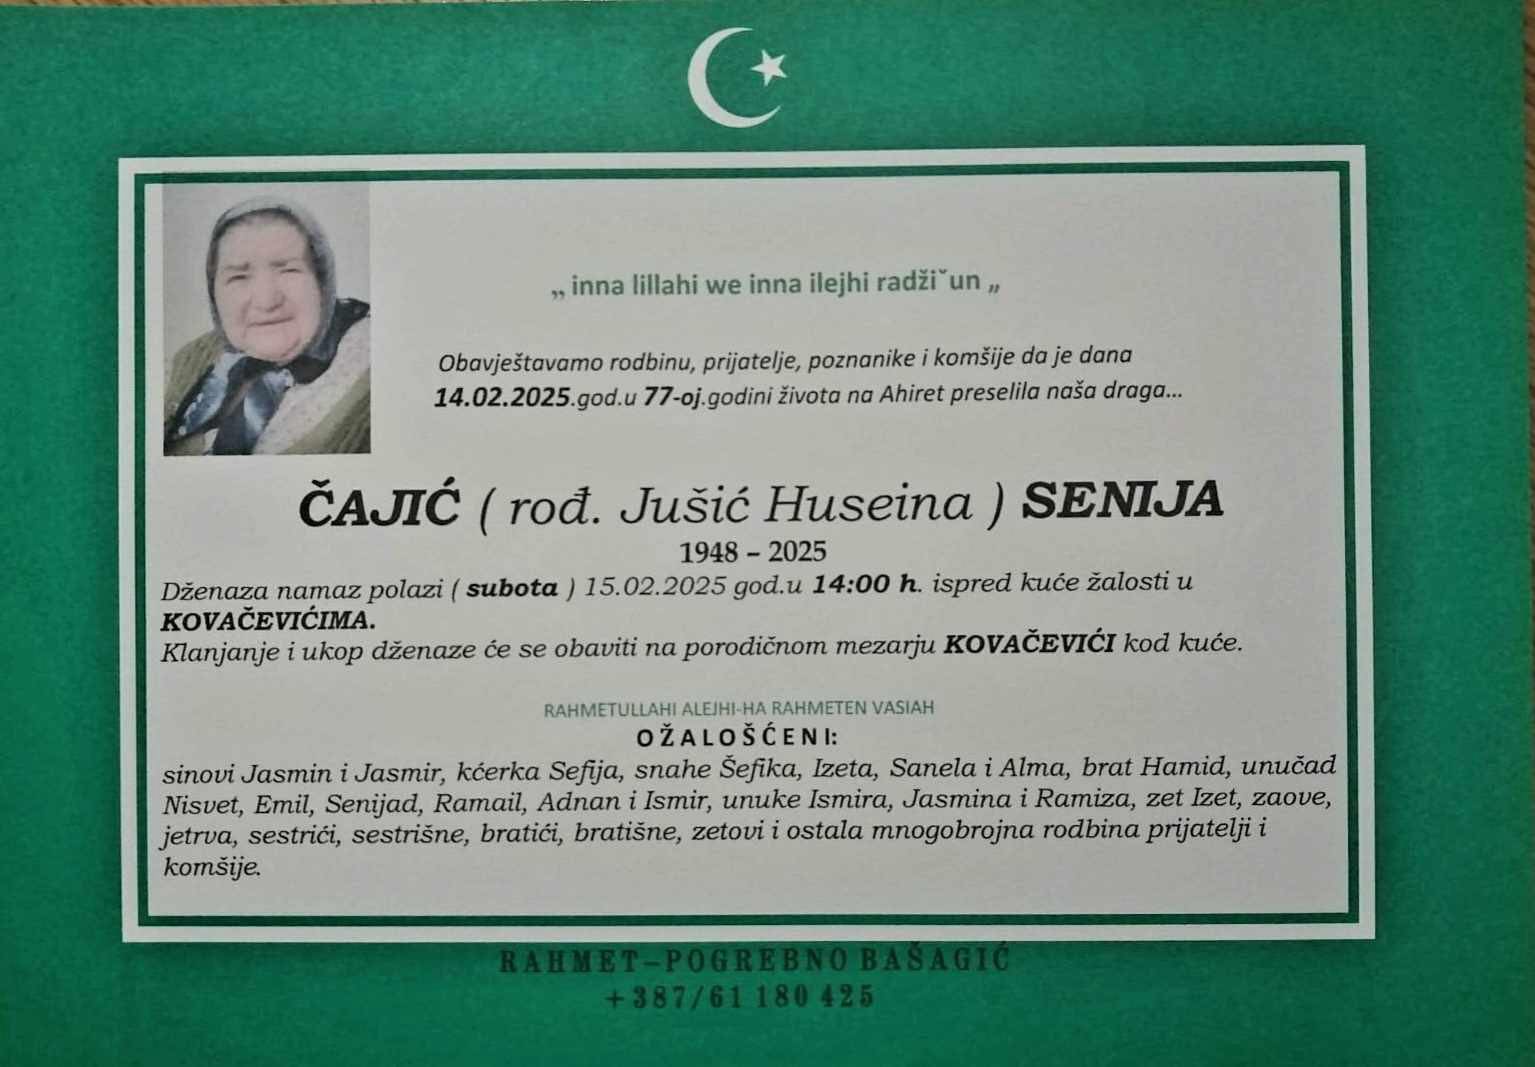 „ inna lillahi we inna ilejhi radžiˇun „
Obavještavamo rodbinu, prijatelje, poznanike i komšije da je dana
14.02.2025.god.u 77-oj.godini života na Ahiret preselila naša draga...
ČAJIĆ ( rođ. Jušić Huseina ) SENIJA
1948 – 2025
Dženaza namaz polazi ( subota ) 15.02.2025 god.u 14:00 h. ispred kuće žalosti u
KOVAČEVIĆIMA.
Klanjanje i ukop dženaze će se obaviti na porodičnom mezarju KOVAČEVIĆI kod kuće.
RAHMETULLAHI ALEJHI-HA RAHMETEN VASIAH
OŽALOŠĆENI:
sinovi Jasmin i Jasmir, kćerka Sefija, snahe Šefika, Izeta, Sanela i Alma, brat Hamid, unučad
Nisvet, Emil, Senijad, Ramail, Adnan i Ismir, unuke Ismira, Jasmina i Ramiza, zet Izet, zaove,
jetrva, sestrići, sestrišne, bratići, bratišne, zetovi i ostala mnogobrojna rodbina prijatelji i
komšije.
RAHMET–POGREBNO BAŠAGIĆ
+387/61 180 425